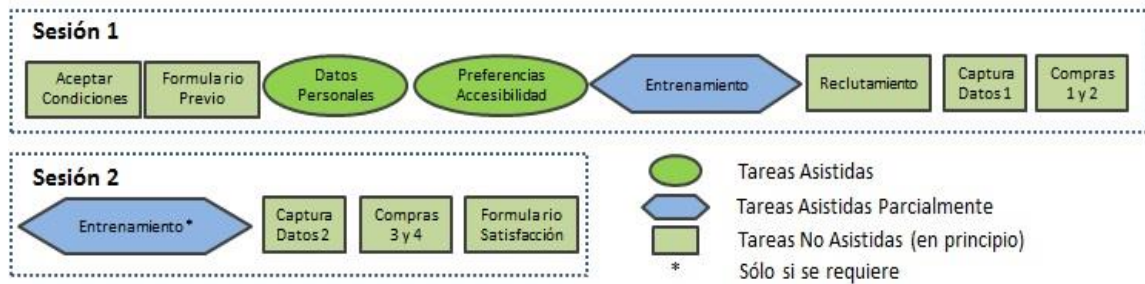 Sesión 1
Aceptar
Condiciones
Formulario
Previo
Datos
Personales
Preferencias
Accesibilidad
Entrenamiento
Reclutamiento
Captura
Datos 1
Compras
1 y 2
Sesión 2
Entrenamiento *
Captura
Datos 2
Compras
3 y 4
Formulario
Satisfacción
Tareas Asistidas
Tareas Asistidas Parcialmente
Tareas No Asistidas (en principio)
* Sólo si se requiere